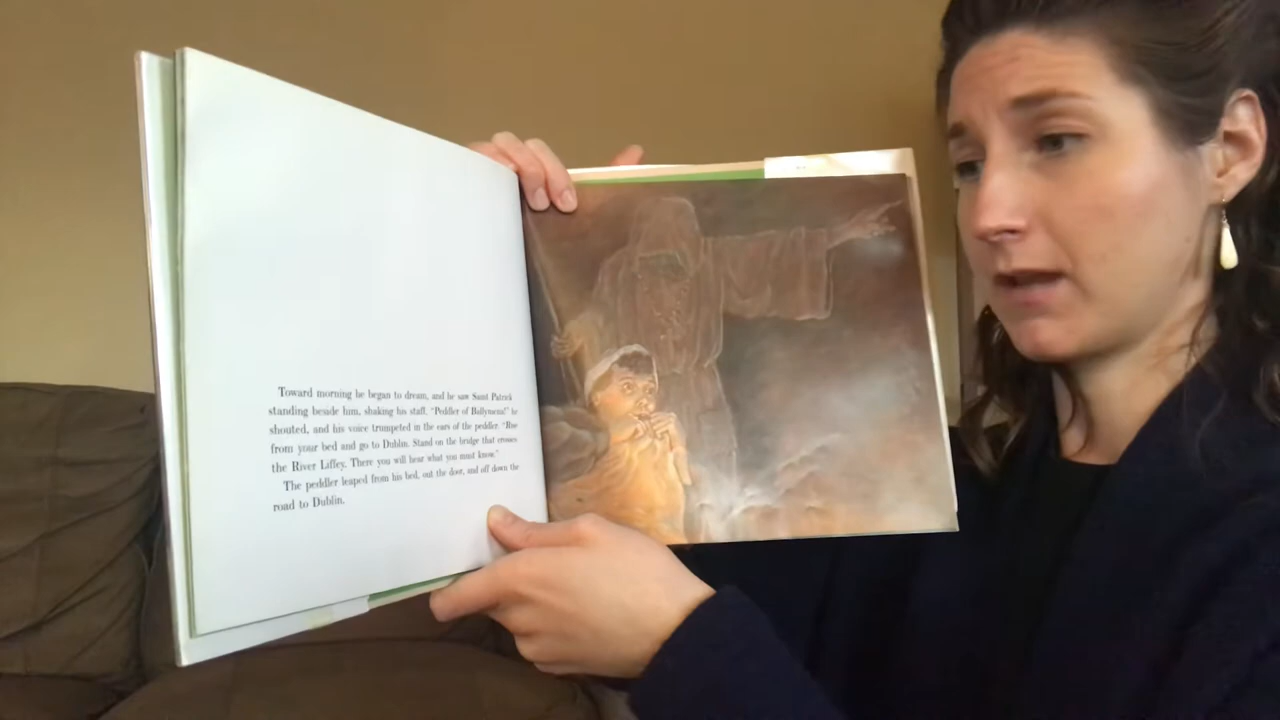 Toward morning he began to dream, and he saw Saint Patrick
standing beside him, shaking his staff. "Peddler of Ballymena!" he
shouted, and his voice trumpeted in the ears of the peddler. "Rise
from your bed and go to Dublin. Stand on the bridge that crosses
the River Liffey. There you will hear what you must know."
The peddler leaped from his bed, out the door, and off down the
road to Dublin.